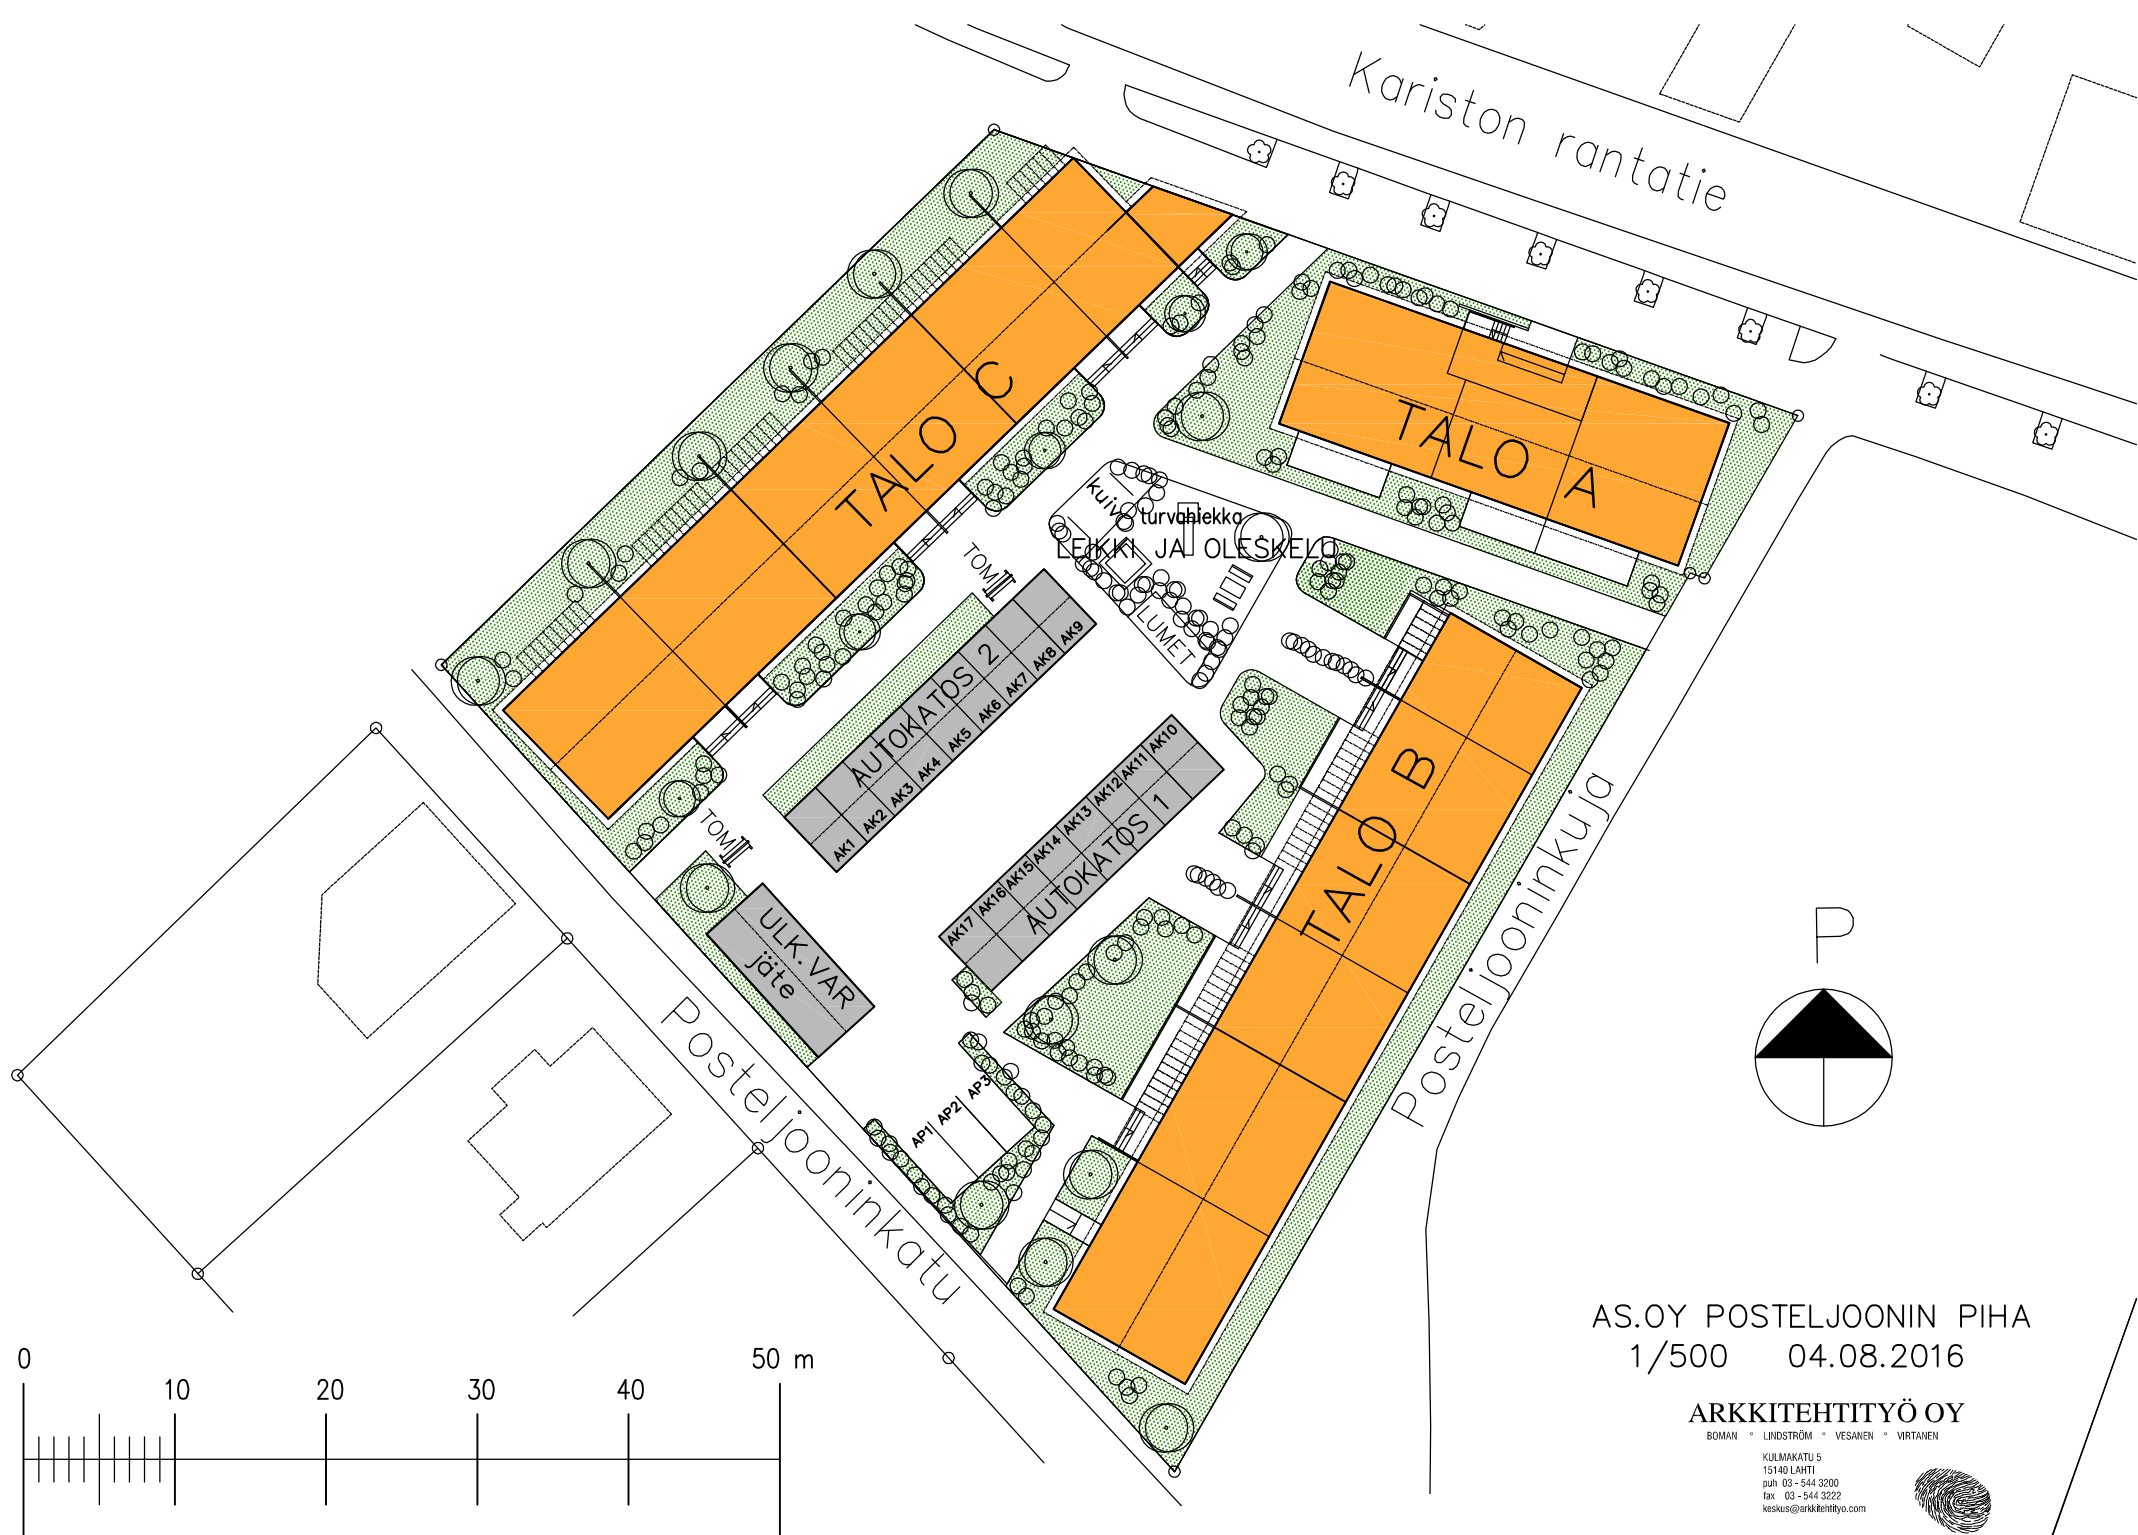 Kariston rantatie
TALO C
TALO A
kuiv
turvahiekka
LEIKKI JA OLESKELU
TOM
LUMET
AUTOKATOS 2
AK1
AK2
AK3
AK4
AK5
AK6
AK7
AK8
AK9
AK10
AK11
AK12
AK13
AK14
AK15
AK16
AK17
AUTOKATOS 1
TALO B
Posteljooninkuja
TOM
ULK.VAR
jäte
P
Posteljooninkatu
AP1
AP2
AP3
0
10
20
30
40
50 m
AS.OY POSTELJOONIN PIHA
1/500 04.08.2016
ARKKITEHTITYÖ OY
BOMAN ° LINDSTRÖM ° VESANEN ° VIRTANEN
KULMAKATU 5
15140 LAHTI
puh 03 - 544 3200
fax 03 - 544 3222
keskus@arkkitehtityo.com